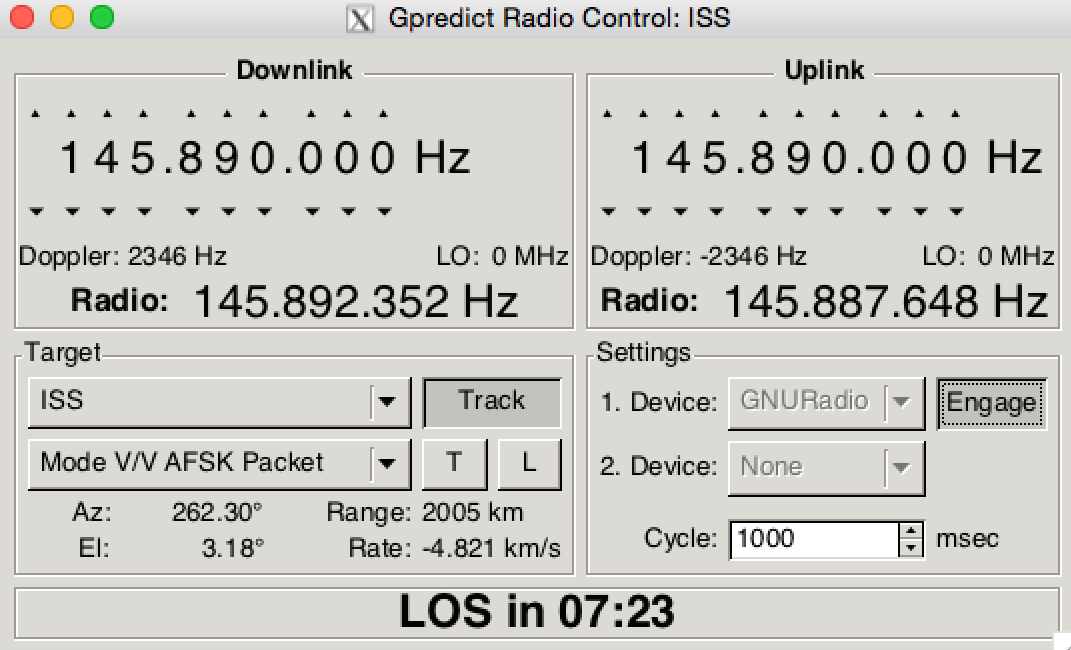 Gpredict Radio Control: ISS
Downlink
145.890.000 Hz
Doppler: 2346 Hz LO: 0 MHz
Radio: 145.892.352 Hz
Uplink
145.890.000 Hz
Doppler: -2346 Hz LO: 0 MHz
Radio: 145.887.648 Hz
Target
ISS Track
Mode V/V AFSK Packet T L
Az: 262.30° Range: 2005 km
El: 3.18° Rate: -4.821 km/s
Settings
1. Device: GNURadio Engage
2. Device: None
Cycle: 1000 msec
LOS in 07:23